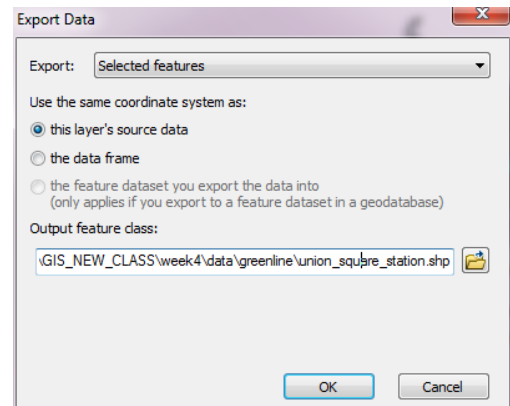 Export Data
Export: Selected features
Use the same coordinate system as:
this layer's source data
the data frame
the feature dataset you export the data into
(only applies if you export to a feature dataset in a geodatabase)
Output feature class:
\GIS_NEW_CLASS\week4\data\greenline\union_square_station.shp
OK Cancel